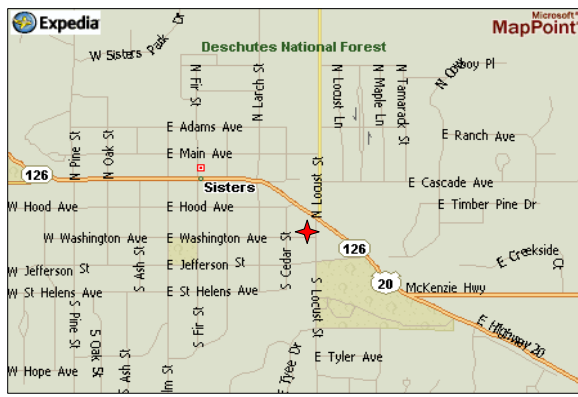 Expedia®
Microsoft®
MapPoint®
Deschutes National Forest
W Sisters Park Dr
N Fir St
N Larch St
N Locust Ln
N Maple Ln
N Tamarack St
N Pine St
N Oak St
E Adams Ave
E Main Ave
E Ranch Ave
126
Sisters
N Locust St
E Cascade Ave
W Hood Ave
E Hood Ave
E Timber Pine Dr
W Washington Ave
E Washington Ave
126
S Ash St
S Cedar St
E Creekside Ct
W Jefferson St
E Jefferson St
W St Helens Ave
E St Helens Ave
20
McKenzie Hwy
S Pine St
S Oak St
S Fir St
S Locust St
E Highway 20
E Tyee Dr
E Tyler Ave
W Hope Ave
S Ash St
lm St